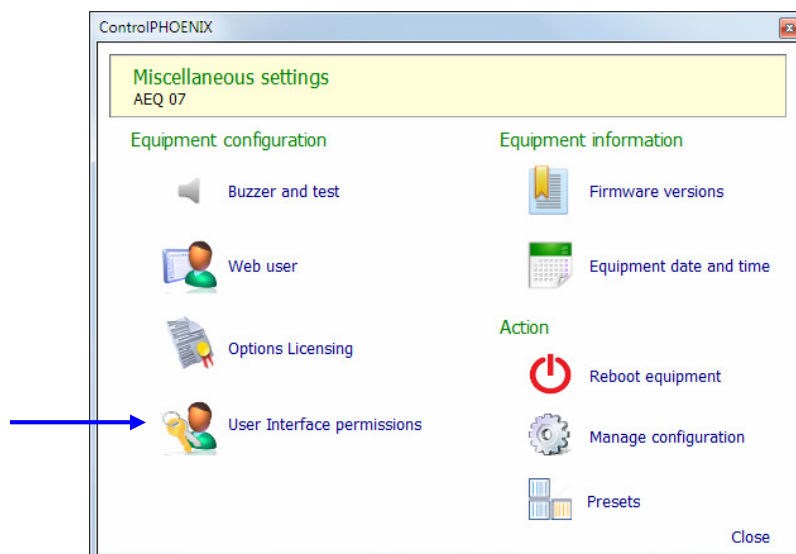 ControlPHOENIX
Miscellaneous settings
AEQ 07
Equipment configuration
Buzzer and test
Web user
Options Licensing
User Interface permissions
Equipment information
Firmware versions
Equipment date and time
Action
Reboot equipment
Manage configuration
Presets
Close